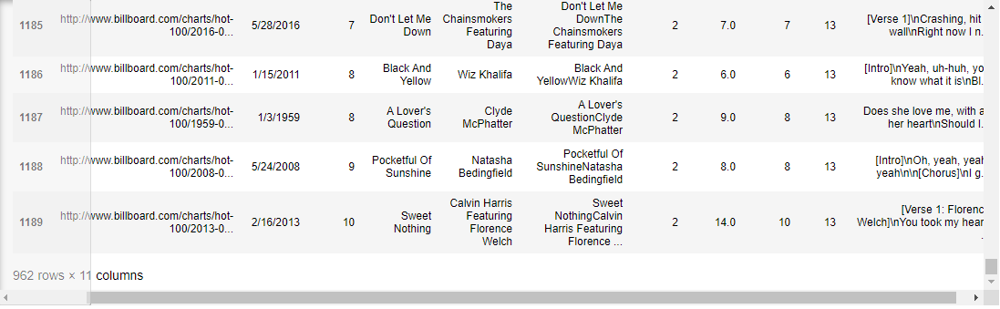 1185 http://www.billboard.com/charts/hot-100/2016-0... 5/28/2016 7 Don't Let Me Down The Chainsmokers Featuring Daya Don't Let Me DownThe Chainsmokers Featuring Daya 2 7.0 7 13 [Verse 1]\nCrashing, hit wall\nRight now I n.
1186 http://www.billboard.com/charts/hot-100/2011-0... 1/15/2011 8 Black And Yellow Wiz Khalifa Black And YellowWiz Khalifa 2 6.0 6 13 [Intro]\nYeah, uh-huh, yo know what it is\nBl.
1187 http://www.billboard.com/charts/hot-100/1959-0... 1/3/1959 8 A Lover's Question Clyde McPhatter A Lover's QuestionClyde McPhatter 2 9.0 8 13 Does she love me, with a her heart\nShould I.
1188 http://www.billboard.com/charts/hot-100/2008-0... 5/24/2008 9 Pocketful Of Sunshine Natasha Bedingfield Pocketful Of SunshineNatasha Bedingfield 2 8.0 8 13 [Intro]\nOh, yeah, yeah yeah\n\n[Chorus]\nI g.
1189 http://www.billboard.com/charts/hot-100/2013-0... 2/16/2013 10 Sweet Nothing Calvin Harris Featuring Florence Welch Sweet NothingCalvin Harris Featuring Florence ... 2 14.0 10 13 [Verse 1: Florenc Welch]\nYou took my hear .
962 rows × 11 columns